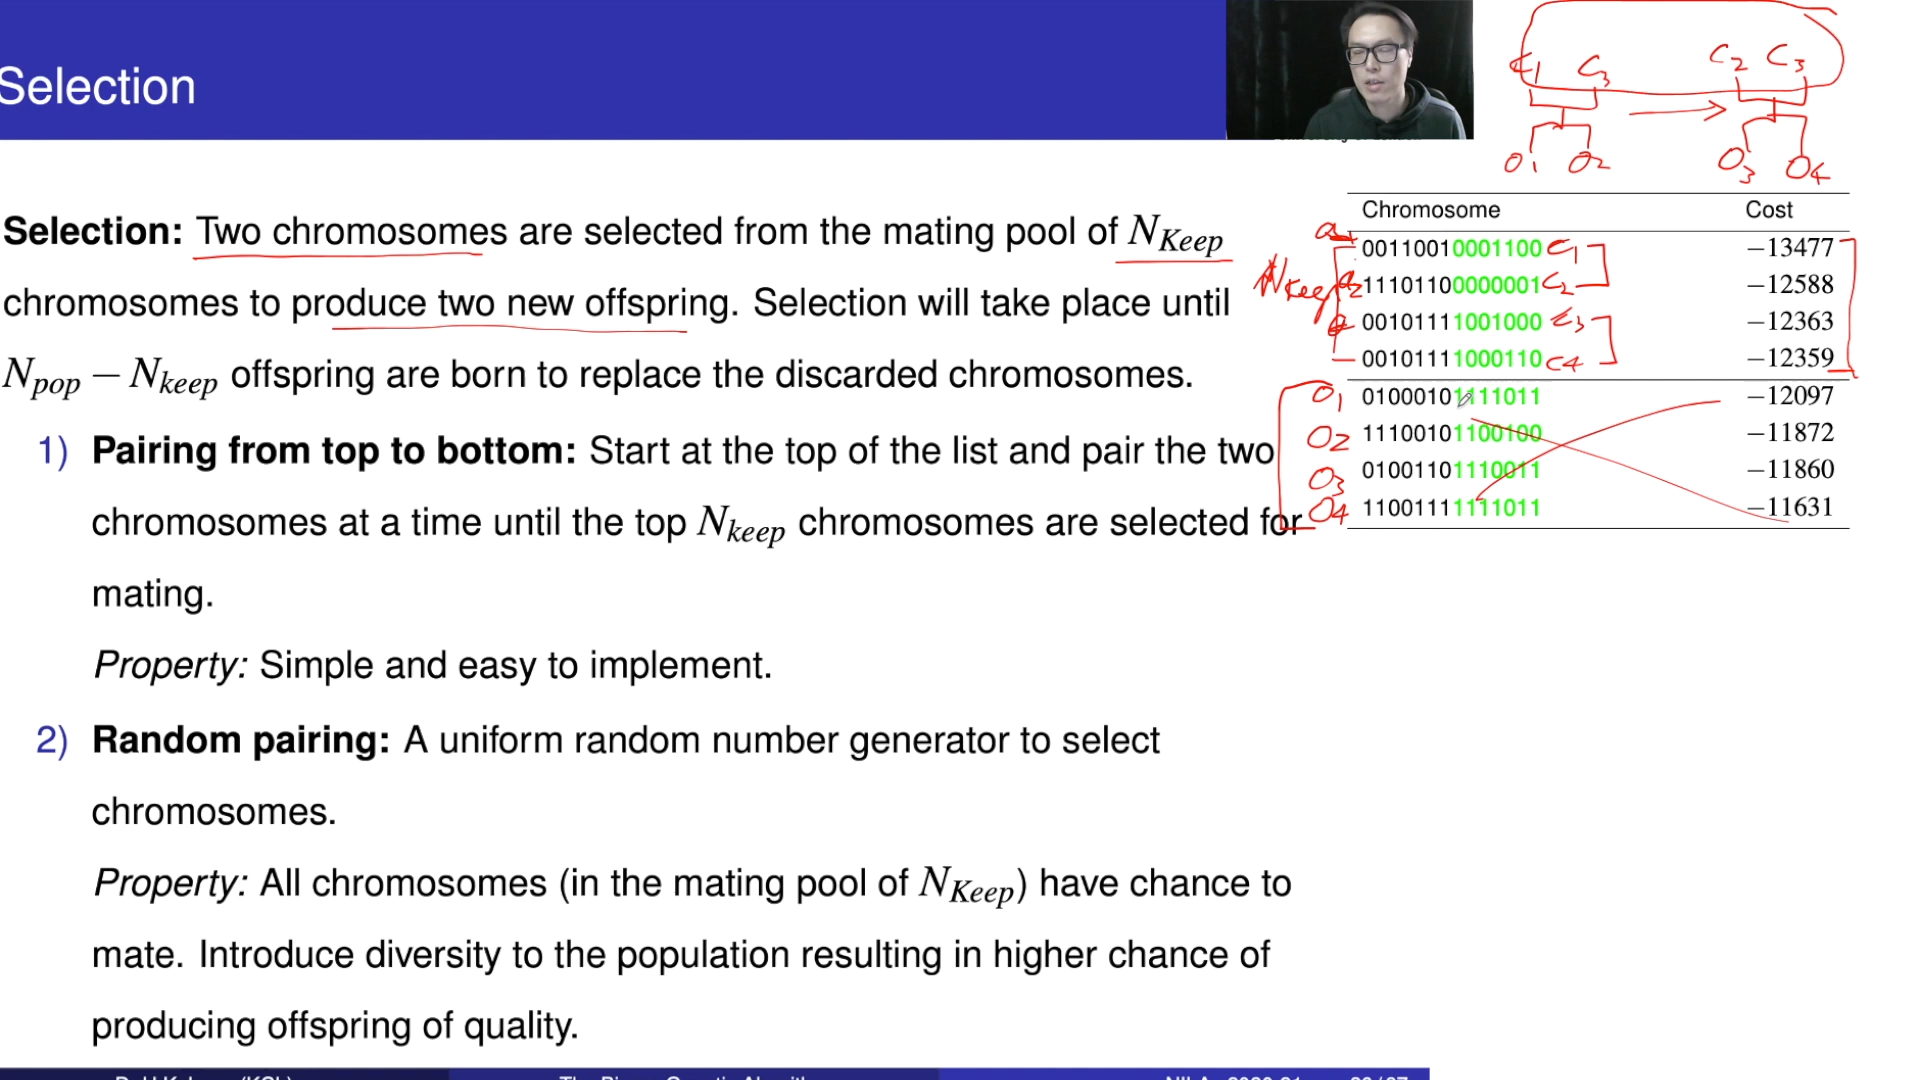 Selection
C1 C3 C2 C3
O1 O2 O3 O4
Selection: Two chromosomes are selected from the mating pool of N_Keep
chromosomes to produce two new offspring. Selection will take place until
N_pop − N_keep offspring are born to replace the discarded chromosomes.
1) Pairing from top to bottom: Start at the top of the list and pair the two
chromosomes at a time until the top N_keep chromosomes are selected for
mating.
Property: Simple and easy to implement.
2) Random pairing: A uniform random number generator to select
chromosomes.
Property: All chromosomes (in the mating pool of N_Keep) have chance to
mate. Introduce diversity to the population resulting in higher chance of
producing offspring of quality.
Chromosome Cost
00110010001100 C1 −13477
11101100000001 C2 −12588
00101111001000 C3 −12363
00101111000110 C4 −12359
O1 01000101111011 −12097
O2 11100101100100 −11872
O3 01001101110011 −11860
O4 11001111111011 −11631
Nkeep